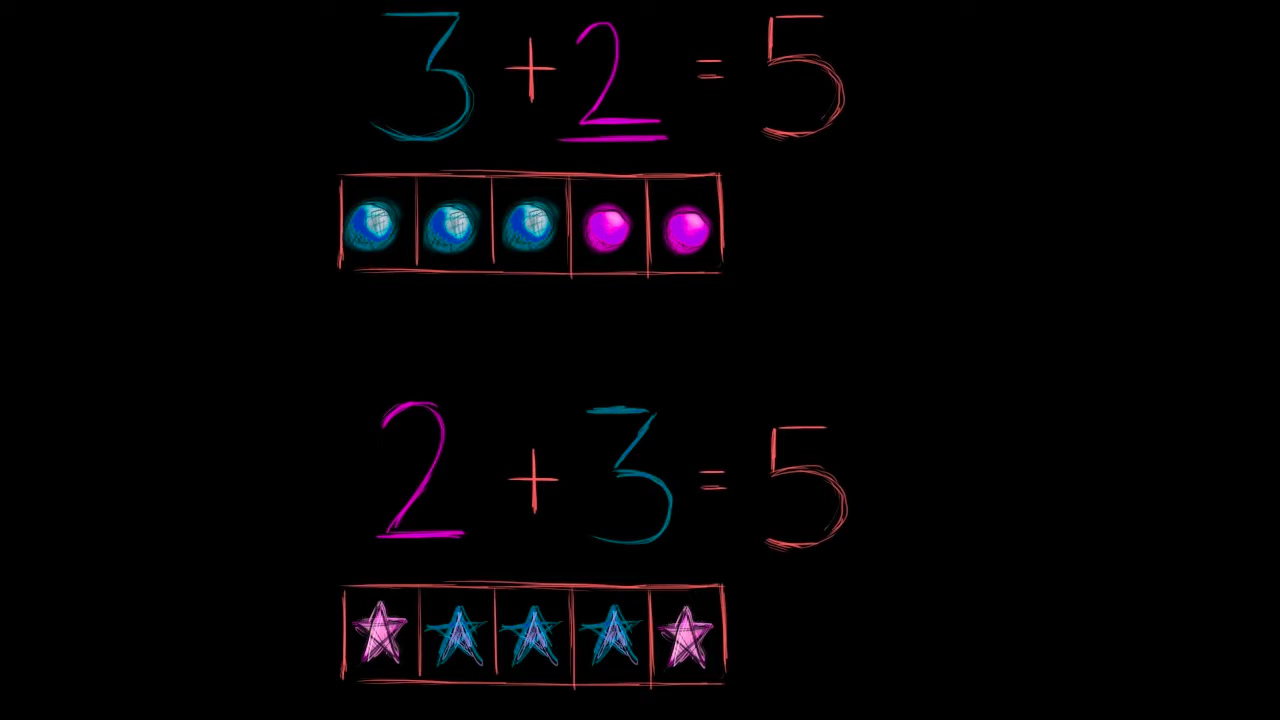 3 + 2 = 5
2 + 3 = 5